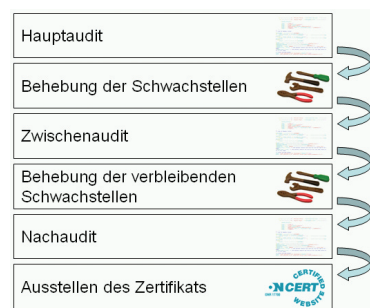 Hauptaudit
Behebung der Schwachstellen
Zwischenaudit
Behebung der verbleibenden
Schwachstellen
Nachaudit
Ausstellen des Zertifikats
CERTIFIED
NCERT
WEBSITE